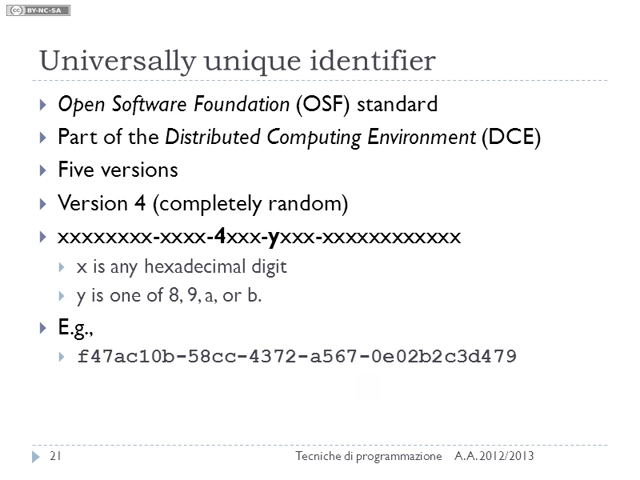 cc BY-NC-SA
Universally unique identifier
Open Software Foundation (OSF) standard
Part of the Distributed Computing Environment (DCE)
Five versions
Version 4 (completely random)
xxxxxxxx-xxxx-4xxx-yxxx-xxxxxxxxxxxx
x is any hexadecimal digit
y is one of 8, 9, a, or b.
E.g.,
f47ac10b-58cc-4372-a567-0e02b2c3d479
21 Tecniche di programmazione A.A. 2012/2013